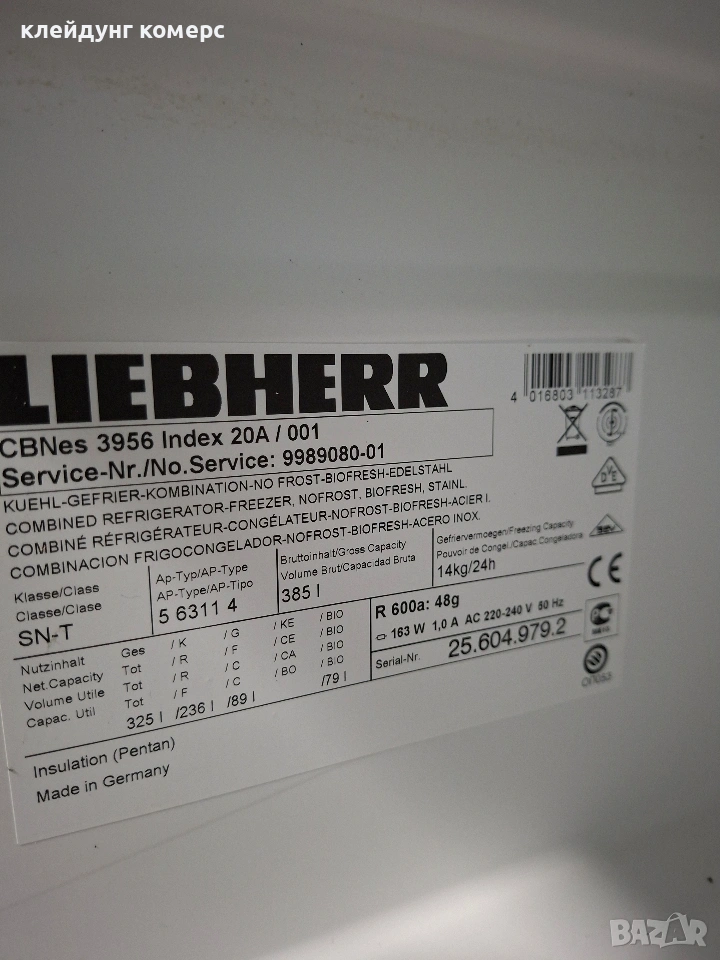 клейдунг комерс
LIEBHERR
4 016803 113287
CBNes 3956 Index 20A / 001
Service-Nr./No.Service: 9989080-01
KUEHL-GEFRIER-KOMBINATION-NO FROST-BIOFRESH-EDELSTAHL
COMBINED REFRIGERATOR-FREEZER, NOFROST, BIOFRESH, STAINL.
COMBINÉ RÉFRIGÉRATEUR-CONGÉLATEUR-NOFROST-BIOFRESH-ACIER I.
COMBINACION FRIGOCONGELADOR-NOFROST-BIOFRESH-ACERO INOX.
Klasse/Class
Classe/Clase
SN-T
Ap-Typ/AP-Type
AP-Type/AP-Tipo
5 6311 4
Bruttoinhalt/Gross Capacity
Volume Brut/Capacidad Bruta
385 l
Gefriervermoegen/Freezing Capacity
Pouvoir de Congel./Capac.Congeladora
14kg/24h
Nutzinhalt Ges / K / G / KE / BIO
Net.Capacity Tot / R / F / CE / BIO
Volume Utile Tot / R / C / CA / BIO
Capac. Util Tot / F / C / BO / BIO
325 l /236 l /89 l /79 l
R 600a: 48g
163 W 1,0 A AC 220-240 V 50 Hz
Serial-Nr. 25.604.979.2
Insulation (Pentan)
Made in Germany
DVE
CE
BAZAR